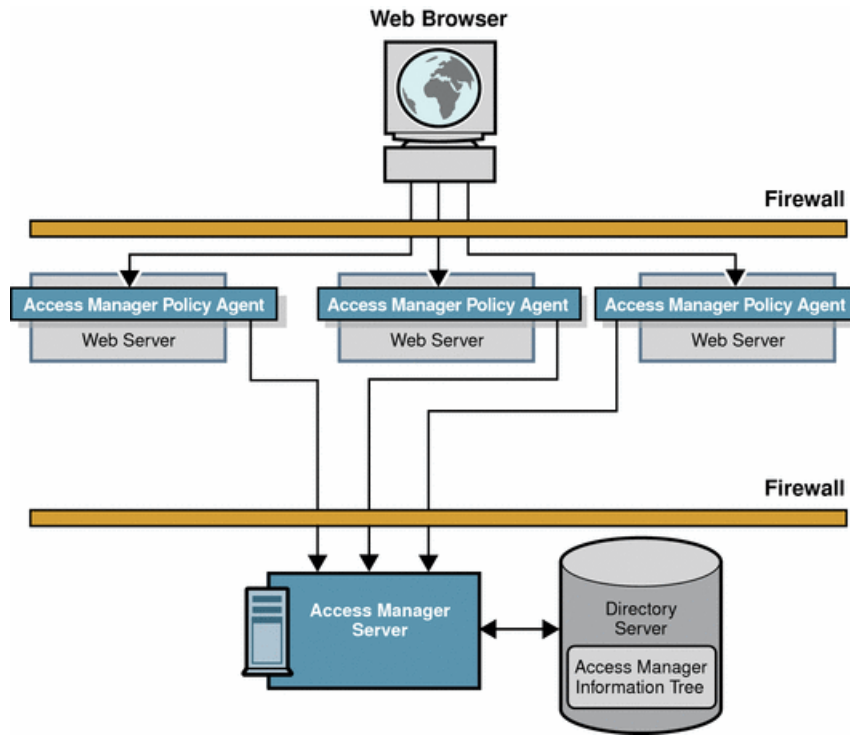 Web Browser
Firewall
Access Manager Policy Agent
Web Server
Access Manager Policy Agent
Web Server
Access Manager Policy Agent
Web Server
Firewall
Access Manager
Server
Directory
Server
Access Manager
Information Tree